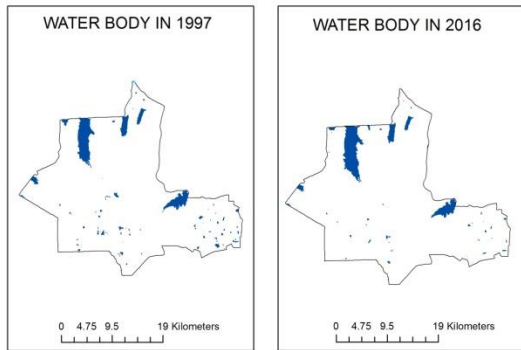 WATER BODY IN 1997
0 4.75 9.5 19 Kilometers
WATER BODY IN 2016
0 4.75 9.5 19 Kilometers